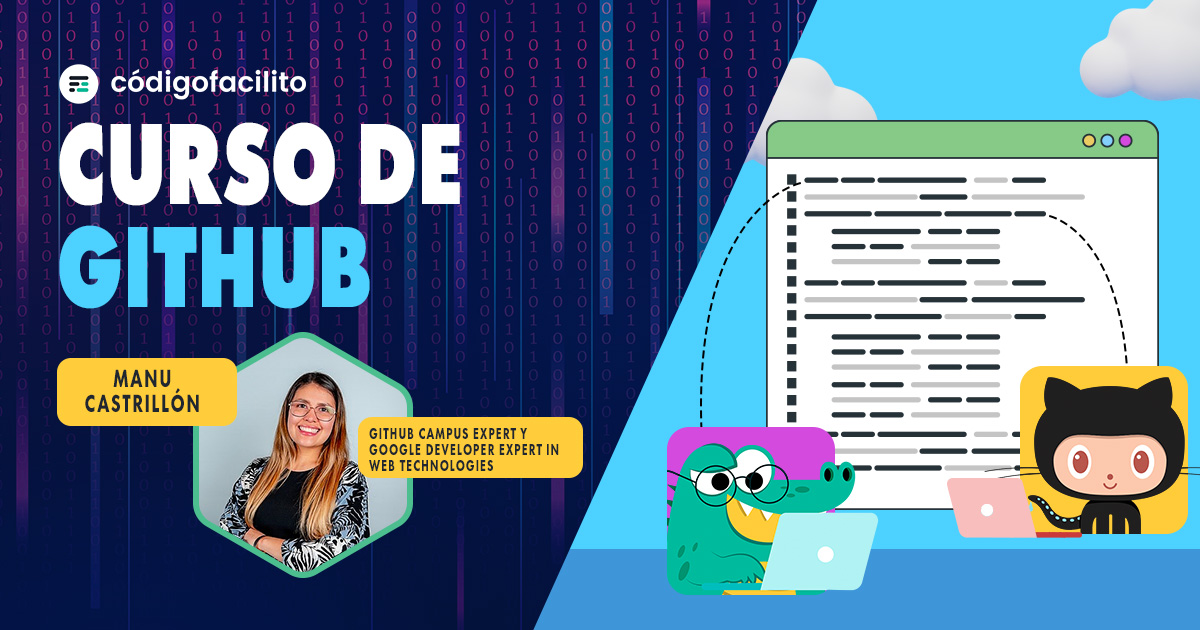 códigofacilito
CURSO DE
GITHUB
MANU
CASTRILLÓN
GITHUB CAMPUS EXPERT Y
GOOGLE DEVELOPER EXPERT IN
WEB TECHNOLOGIES